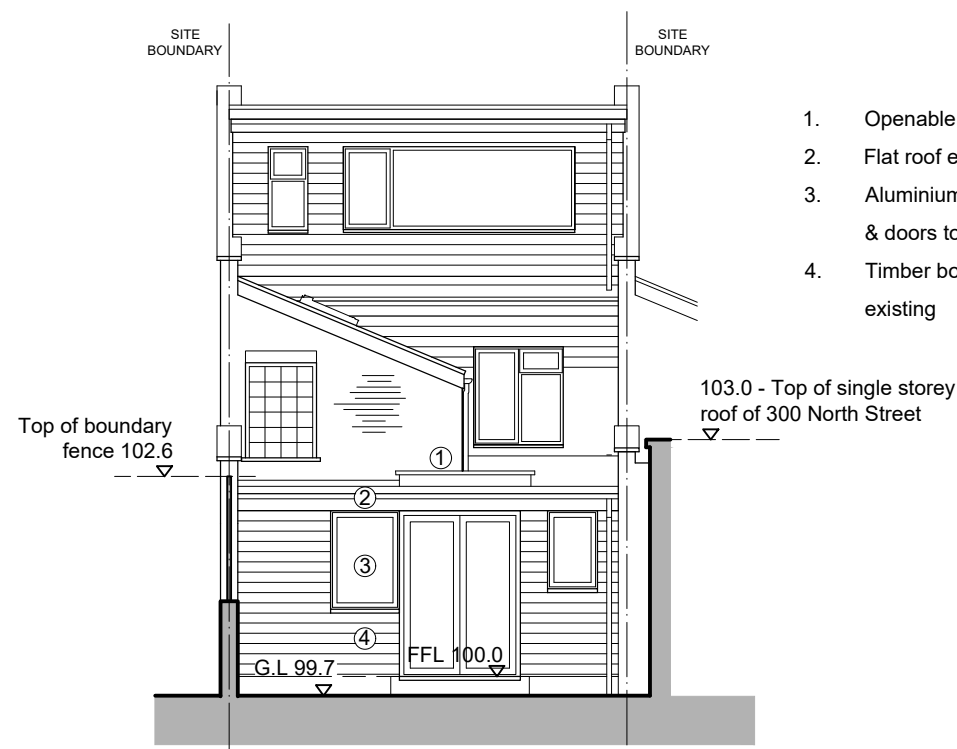 SITE
BOUNDARY
SITE
BOUNDARY
1. Openable
2. Flat roof e
3. Aluminium
& doors to
4. Timber bo
existing
103.0 - Top of single storey
roof of 300 North Street
Top of boundary
fence 102.6
1
2
3
4
FFL 100.0
G.L 99.7